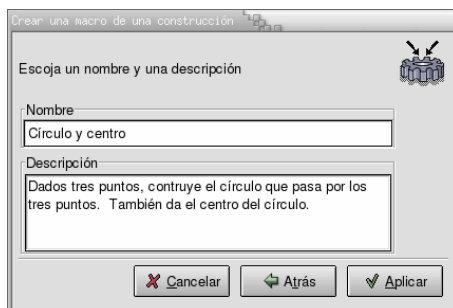 Crear una macro de una construcción
Escoja un nombre y una descripción
Nombre
Círculo y centro
Descripción
Dados tres puntos, contruye el círculo que pasa por los
tres puntos. También da el centro del círculo.
Cancelar
Atrás
Aplicar